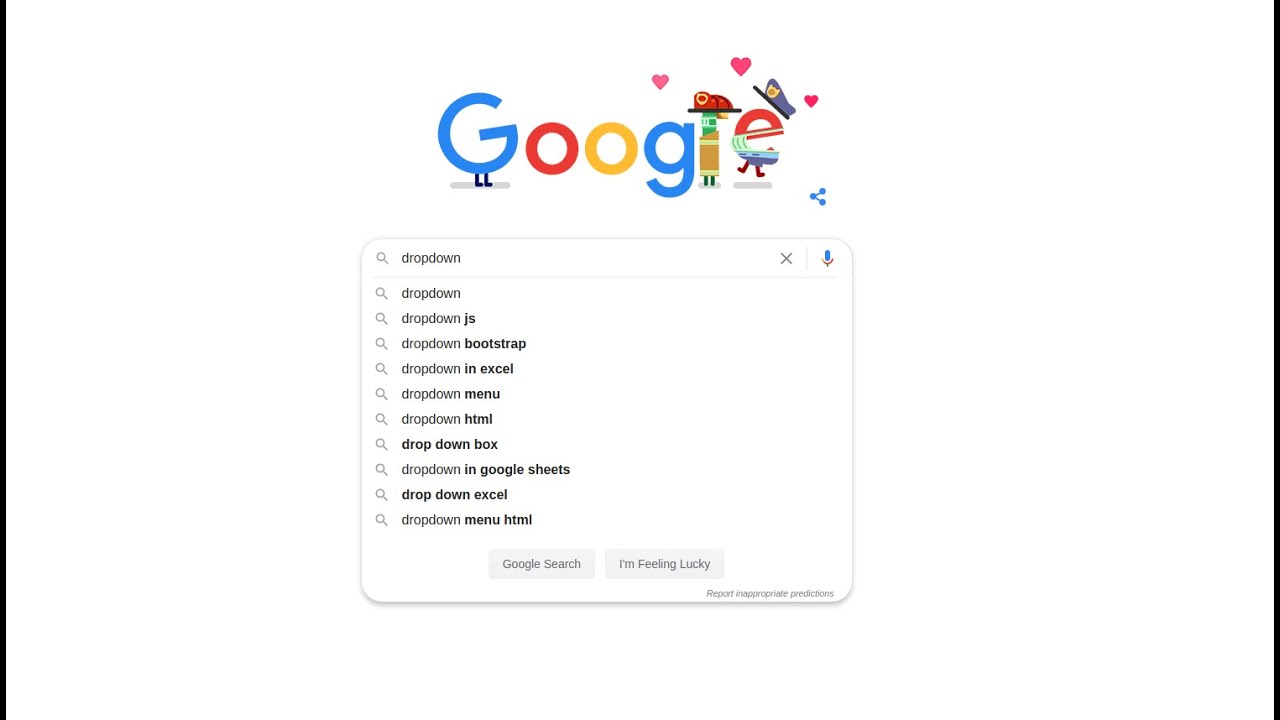 Google
dropdown
dropdown
dropdown js
dropdown bootstrap
dropdown in excel
dropdown menu
dropdown html
drop down box
dropdown in google sheets
drop down excel
dropdown menu html
Google Search I'm Feeling Lucky
Report inappropriate predictions